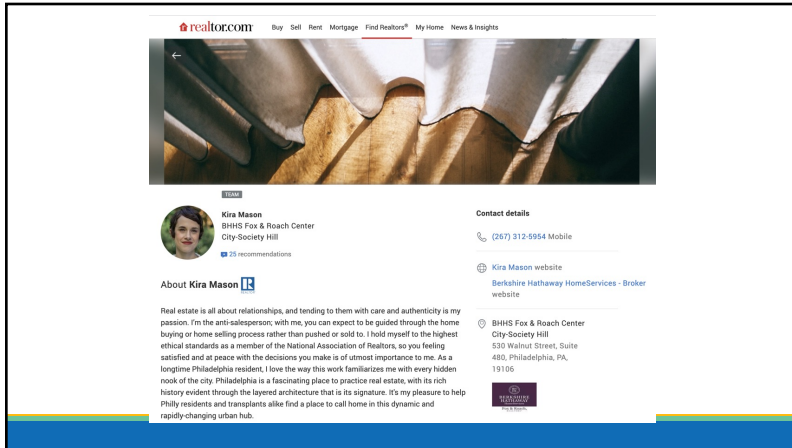 realtor.com
Buy Sell Rent Mortgage Find Realtors® My Home News & Insights
TEAM
Kira Mason
BHHS Fox & Roach Center
City-Society Hill
25 recommendations
About Kira Mason
Real estate is all about relationships, and tending to them with care and authenticity is my
passion. I'm the anti-salesperson; with me, you can expect to be guided through the home
buying or home selling process rather than pushed or sold to. I hold myself to the highest
ethical standards as a member of the National Association of Realtors, so you feeling
satisfied and at peace with the decisions you make is of utmost importance to me. As a
longtime Philadelphia resident, I love the way this work familiarizes me with every hidden
nook of the city. Philadelphia is a fascinating place to practice real estate, with its rich
history evident through the layered architecture that is its signature. It's my pleasure to help
Philly residents and transplants alike find a place to call home in this dynamic and
rapidly-changing urban hub.
Contact details
(267) 312-5954 Mobile
Kira Mason website
Berkshire Hathaway HomeServices - Broker
website
BHHS Fox & Roach Center
City-Society Hill
530 Walnut Street, Suite
480, Philadelphia, PA,
19106
BERKSHIRE
HATHAWAY
Fox & Roach,